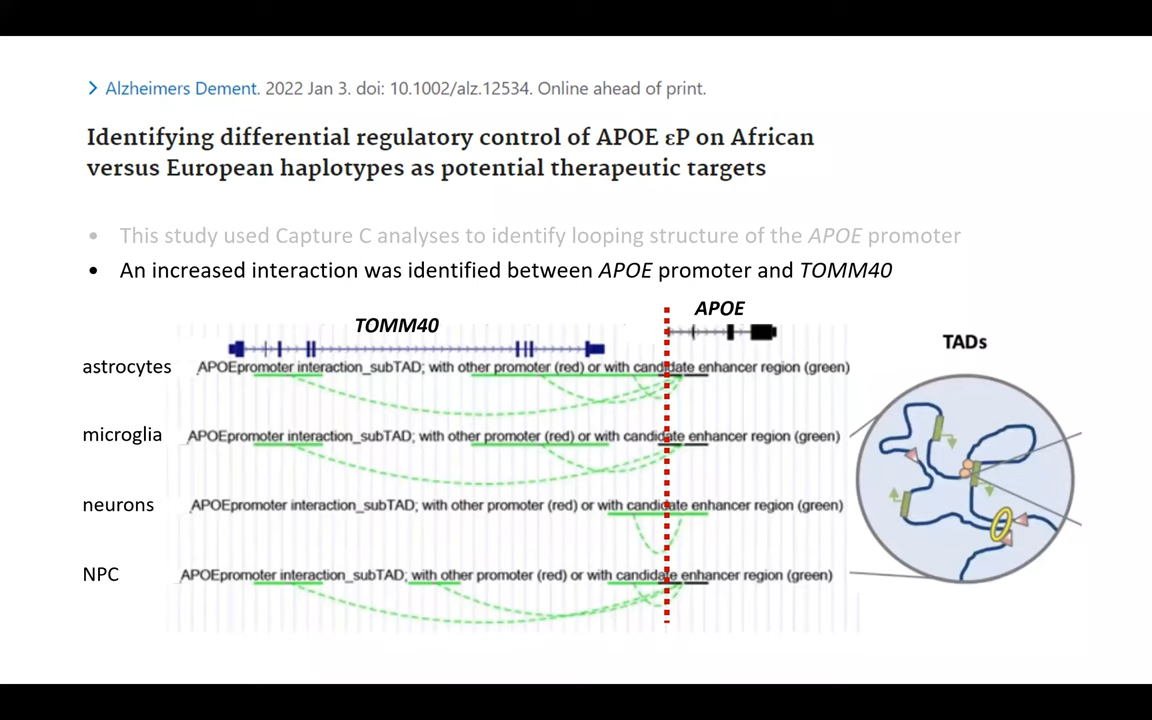 > Alzheimers Dement. 2022 Jan 3. doi: 10.1002/alz.12534. Online ahead of print.
Identifying differential regulatory control of APOE εP on African
versus European haplotypes as potential therapeutic targets
• This study used Capture C analyses to identify looping structure of the APOE promoter
• An increased interaction was identified between APOE promoter and TOMM40
APOE
TOMM40
TADs
astrocytes APOEpromoter interaction_subTAD; with other promoter (red) or with candidate enhancer region (green)
microglia APOEpromoter interaction_subTAD; with other promoter (red) or with candidate enhancer region (green)
neurons APOEpromoter interaction_subTAD; with other promoter (red) or with candidate enhancer region (green)
NPC APOEpromoter interaction_subTAD; with other promoter (red) or with candidate enhancer region (green)